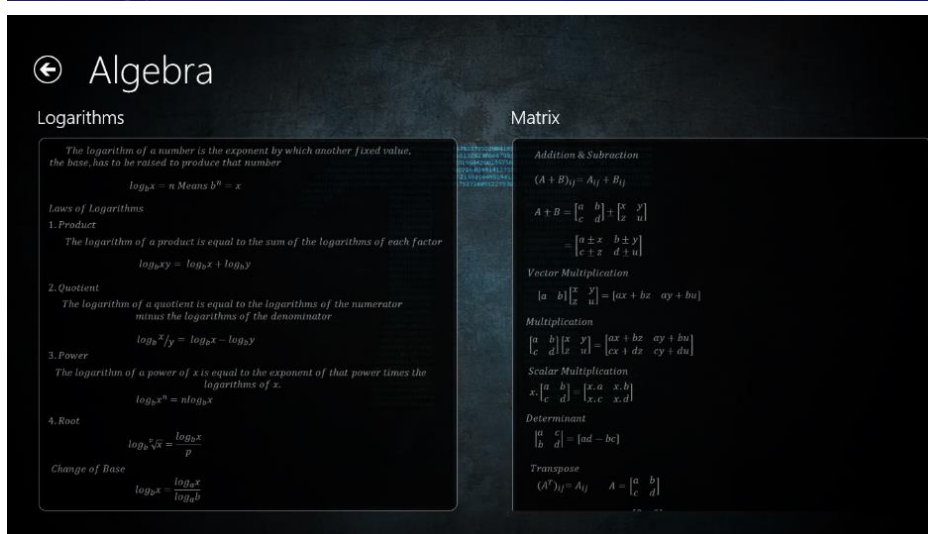 Algebra
Logarithms
The logarithm of a number is the exponent by which another fixed value,
the base, has to be raised to produce that number
log_b x = n Means b^n = x
Laws of Logarithms
1. Product
The logarithm of a product is equal to the sum of the logarithms of each factor
log_b xy = log_b x + log_b y
2. Quotient
The logarithm of a quotient is equal to the logarithms of the numerator
minus the logarithms of the denominator
log_b x/y = log_b x − log_b y
3. Power
The logarithm of a power of x is equal to the exponent of that power times the
logarithms of x.
log_b x^n = nlog_b x
4. Root
log_b ᵖ√x = log_b x / p
Change of Base
log_b x = log_a x / log_a b
Matrix
Addition & Subraction
(A + B)_ij = A_ij + B_ij
A ± B = [a b; c d] ± [x y; z u]
= [a ± x b ± y; c ± z d ± u]
Vector Multiplication
[a b][x y; z u] = [ax + bz ay + bu]
Multiplication
[a b; c d][x y; z u] = [ax + bz ay + bu; cx + dz cy + du]
Scalar Multiplication
x.[a b; c d] = [x.a x.b; x.c x.d]
Determinant
|a c; b d| = [ad − bc]
Transpose
(A^T)_ij = A_ij A = [a b; c d]